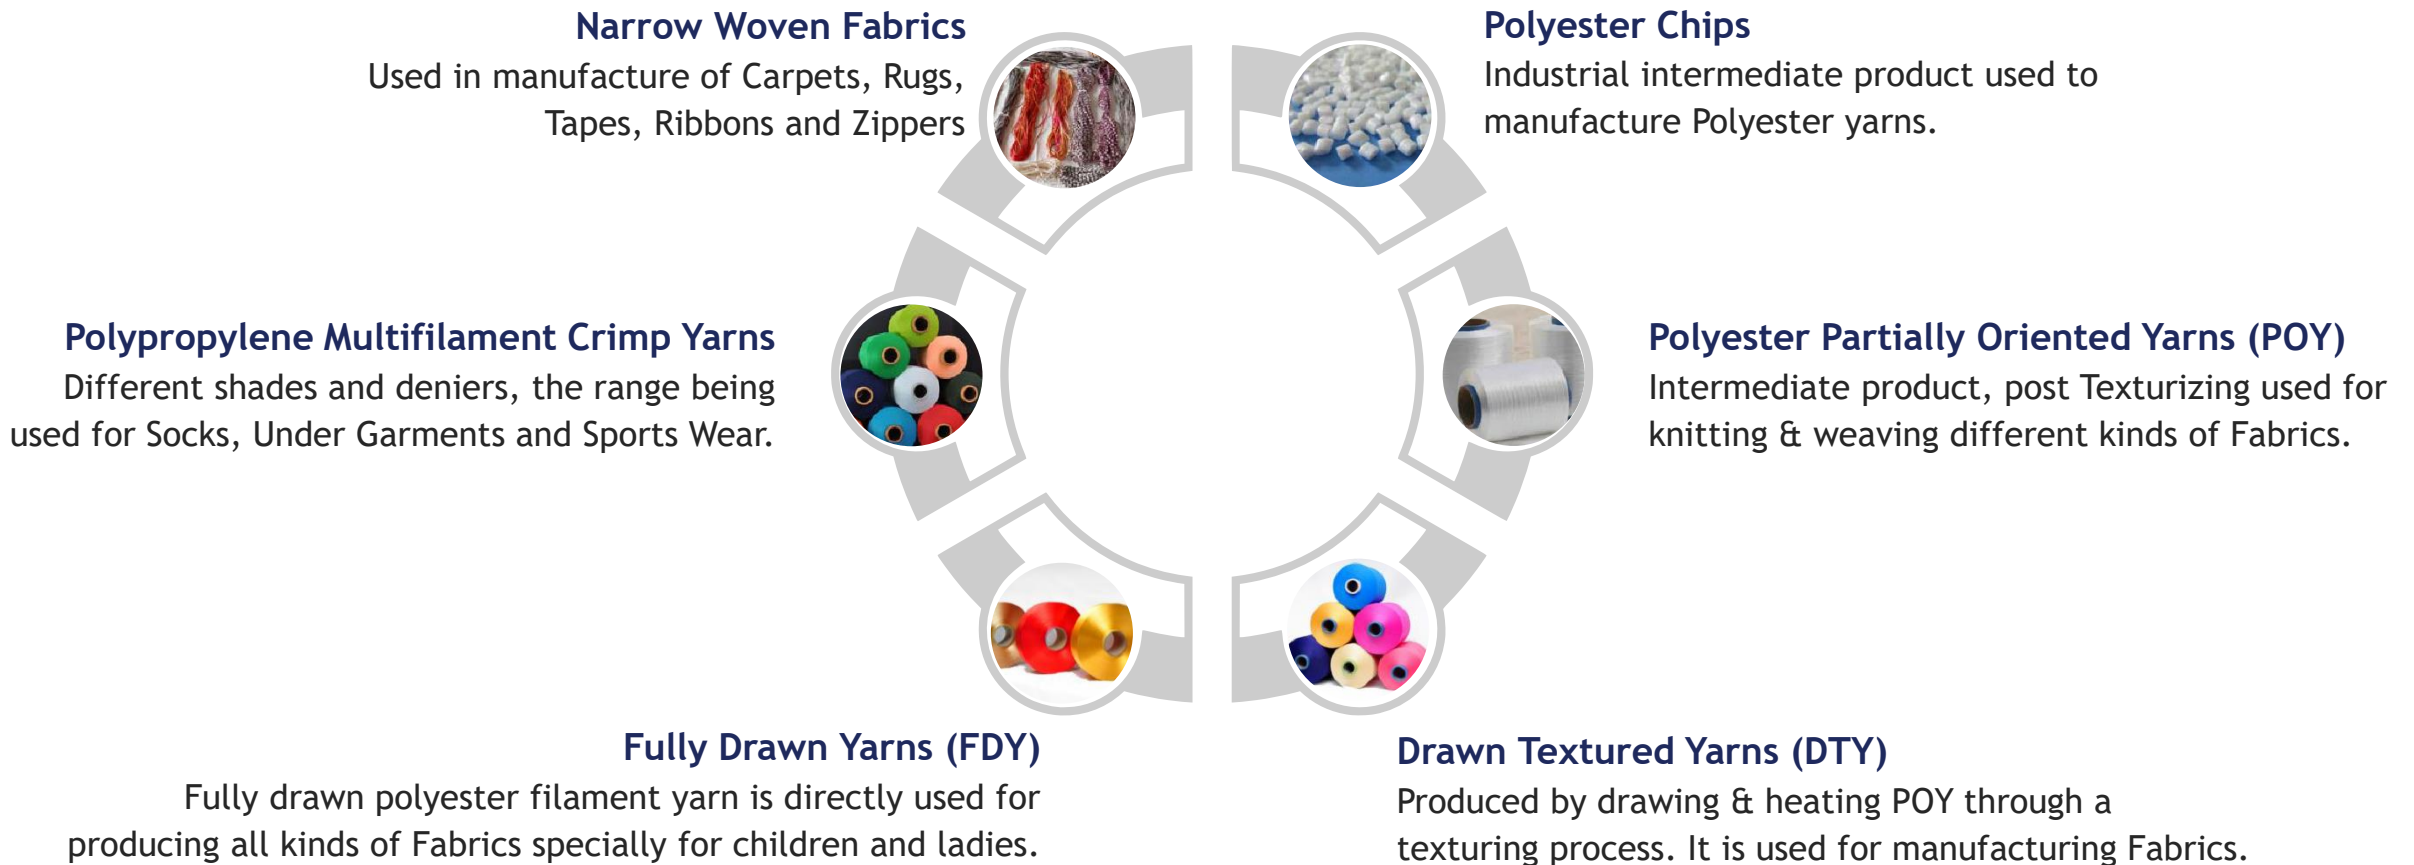 Narrow Woven Fabrics
Used in manufacture of Carpets, Rugs,
Tapes, Ribbons and Zippers
Polyester Chips
Industrial intermediate product used to
manufacture Polyester yarns.
Polypropylene Multifilament Crimp Yarns
Different shades and deniers, the range being
used for Socks, Under Garments and Sports Wear.
Polyester Partially Oriented Yarns (POY)
Intermediate product, post Texturizing used for
knitting & weaving different kinds of Fabrics.
Fully Drawn Yarns (FDY)
Fully drawn polyester filament yarn is directly used for
producing all kinds of Fabrics specially for children and ladies.
Drawn Textured Yarns (DTY)
Produced by drawing & heating POY through a
texturing process. It is used for manufacturing Fabrics.